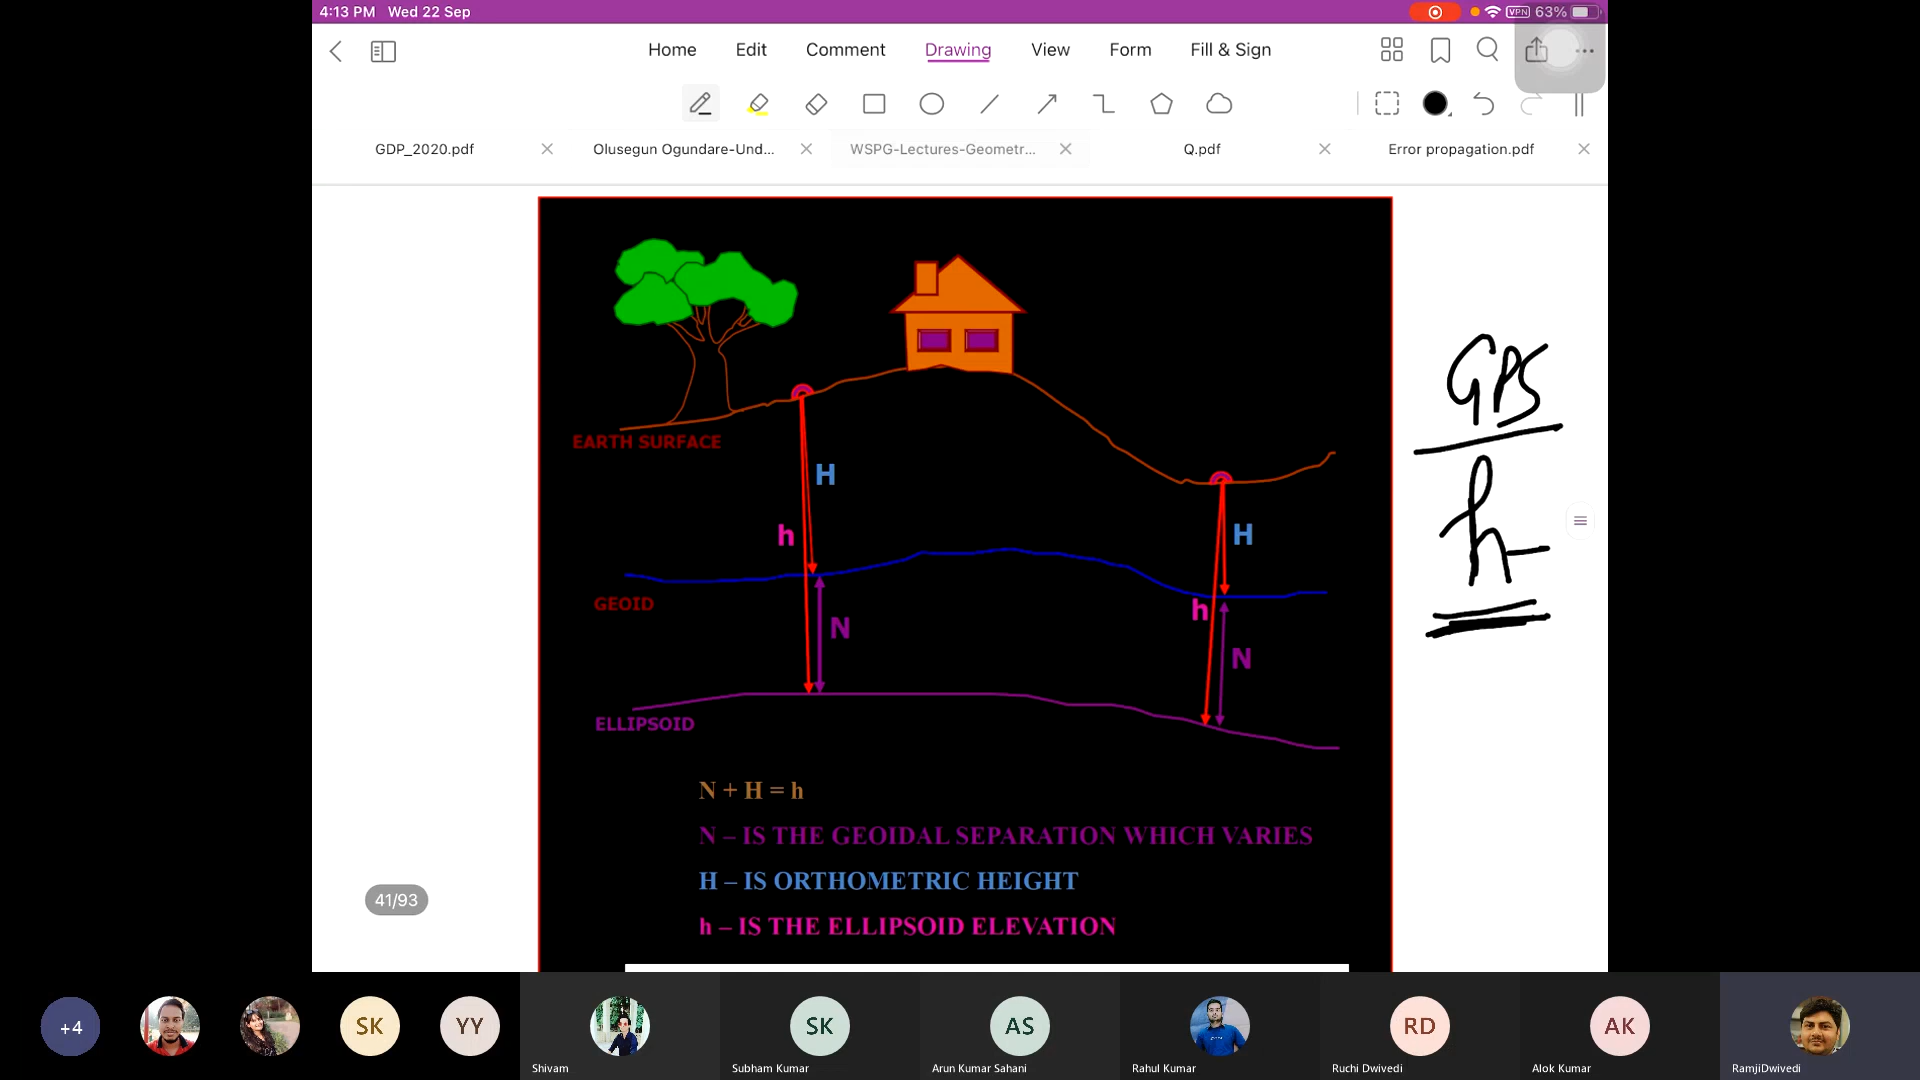 4:13 PM Wed 22 Sep
VPN 63%
Home Edit Comment Drawing View Form Fill & Sign
GDP_2020.pdf
Olusegun Ogundare-Und...
WSPG-Lectures-Geometr...
Q.pdf
Error propagation.pdf
EARTH SURFACE
H
h
H
GEOID
h
N
N
ELLIPSOID
GPS
h
N + H = h
N – IS THE GEOIDAL SEPARATION WHICH VARIES
H – IS ORTHOMETRIC HEIGHT
h – IS THE ELLIPSOID ELEVATION
41/93
+4
SK
YY
SK
AS
RD
AK
Shivam
Subham Kumar
Arun Kumar Sahani
Rahul Kumar
Ruchi Dwivedi
Alok Kumar
RamjiDwivedi